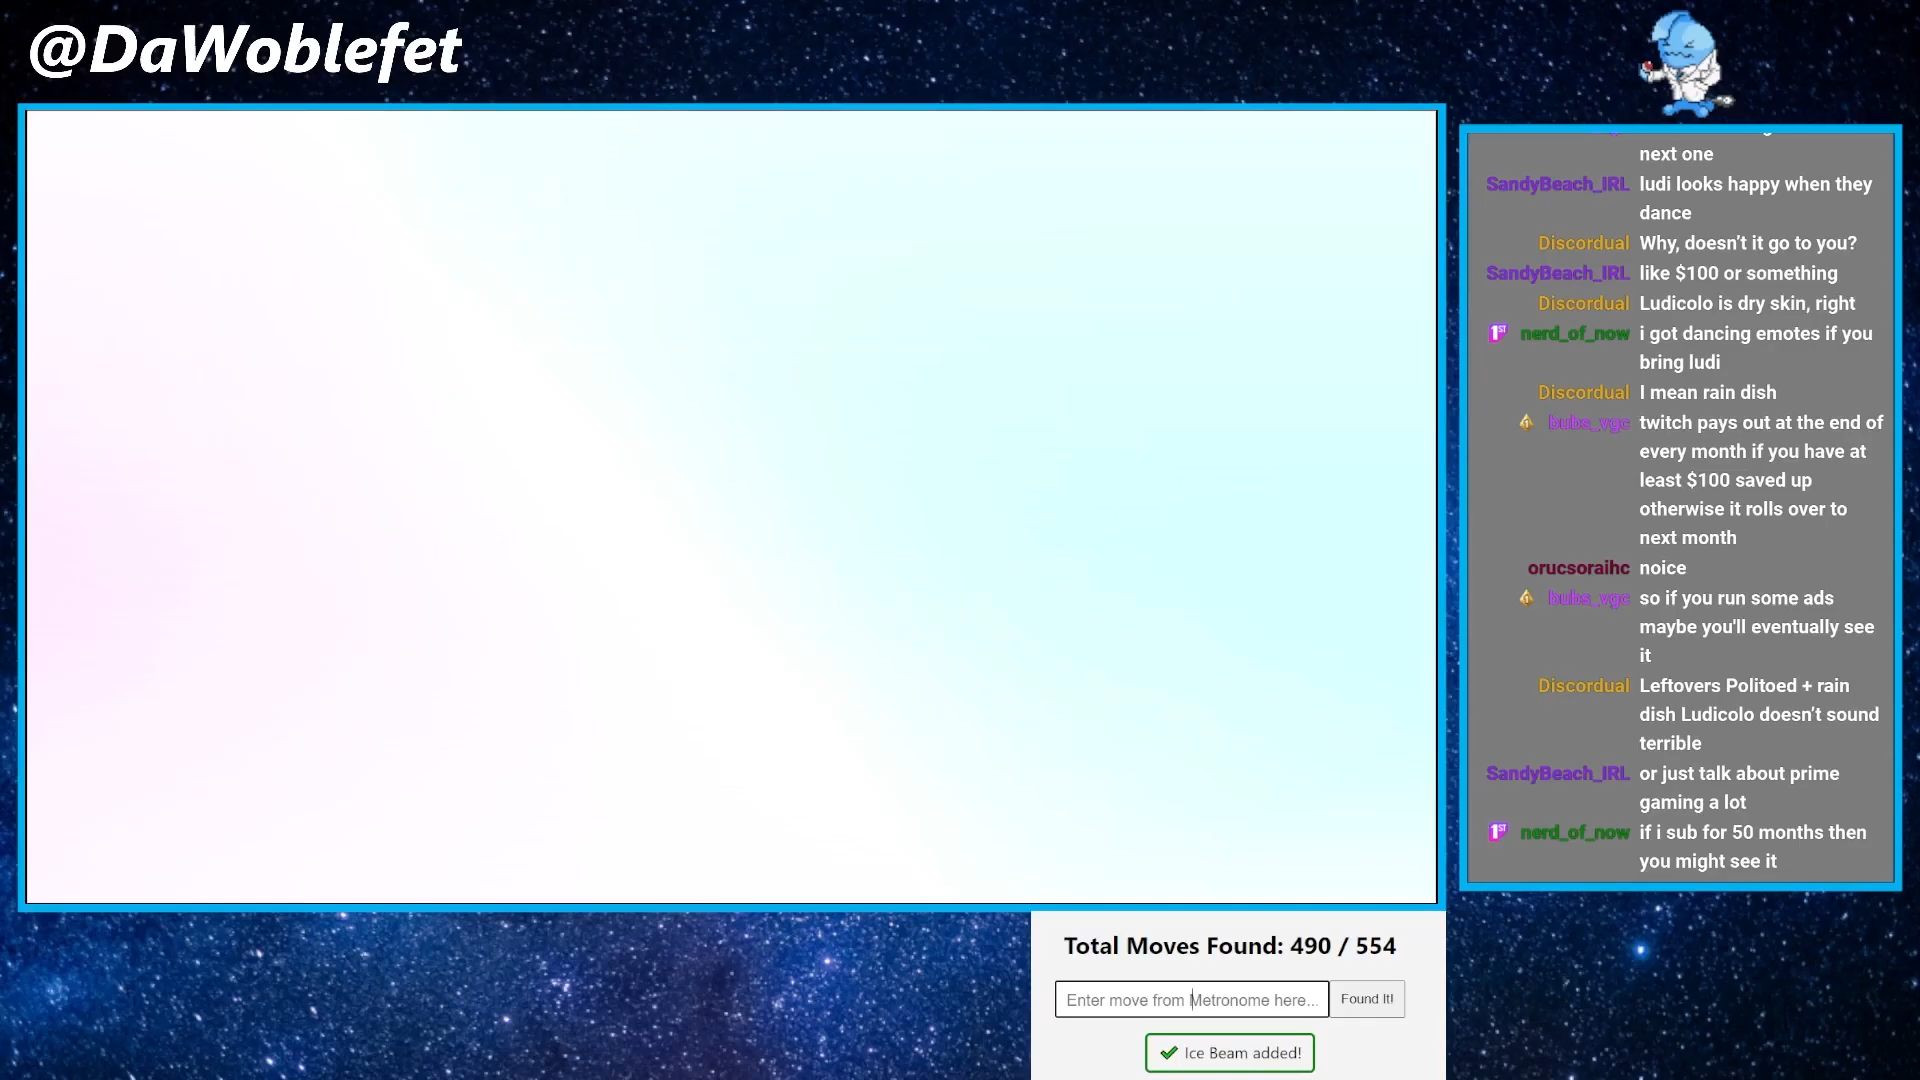 @DaWoblefet
next one
SandyBeach_IRL ludi looks happy when they
dance
Discordual Why, doesn’t it go to you?
SandyBeach_IRL like $100 or something
Discordual Ludicolo is dry skin, right
1ST nerd_of_now i got dancing emotes if you
bring ludi
Discordual I mean rain dish
1 bubs_vgc twitch pays out at the end of
every month if you have at
least $100 saved up
otherwise it rolls over to
next month
orucsoraihc noice
1 bubs_vgc so if you run some ads
maybe you'll eventually see
it
Discordual Leftovers Politoed + rain
dish Ludicolo doesn’t sound
terrible
SandyBeach_IRL or just talk about prime
gaming a lot
1ST nerd_of_now if i sub for 50 months then
you might see it
Total Moves Found: 490 / 554
Enter move from Metronome here...
Found It!
Ice Beam added!